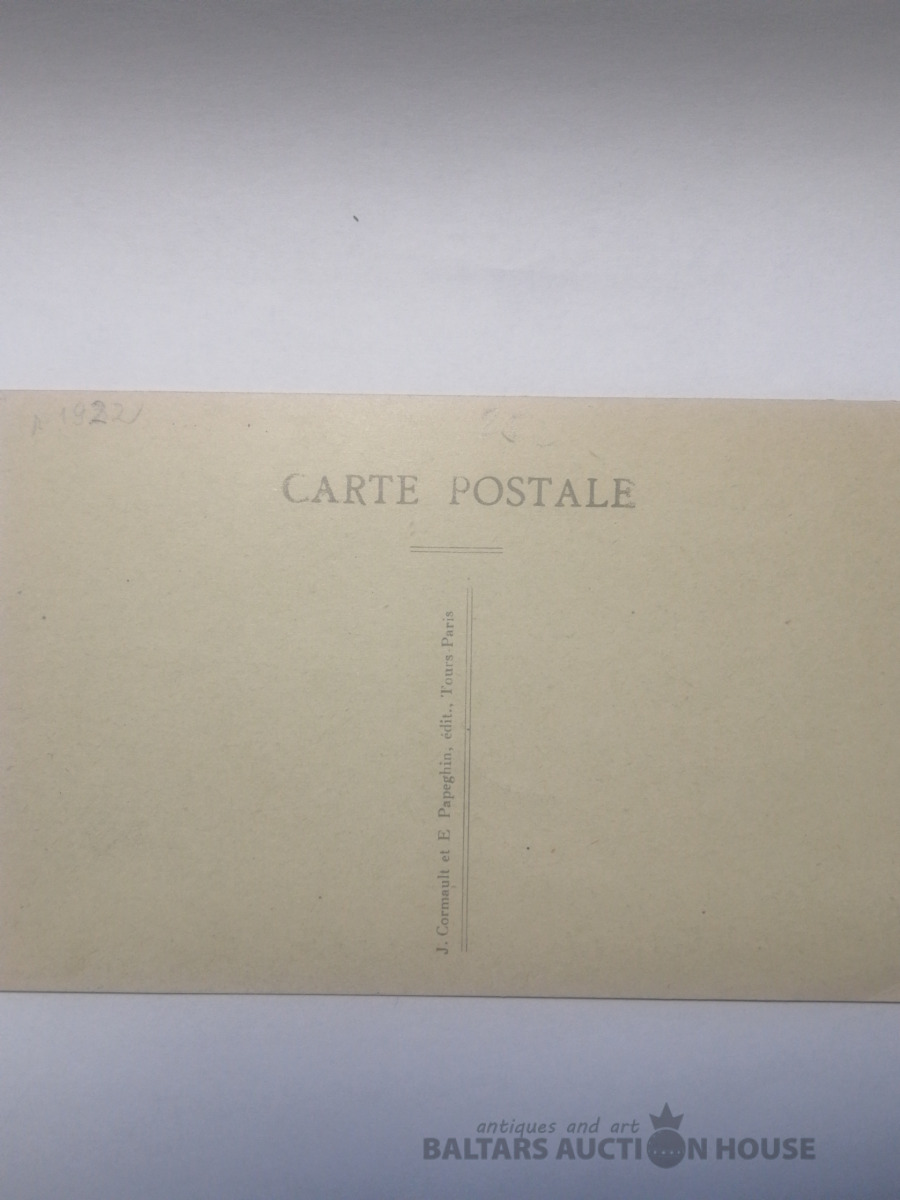 1922
CARTE POSTALE
J. Cormault et E Papeghin, édit., Tours-Paris
antiques and art
BALTARS AUCTION HOUSE